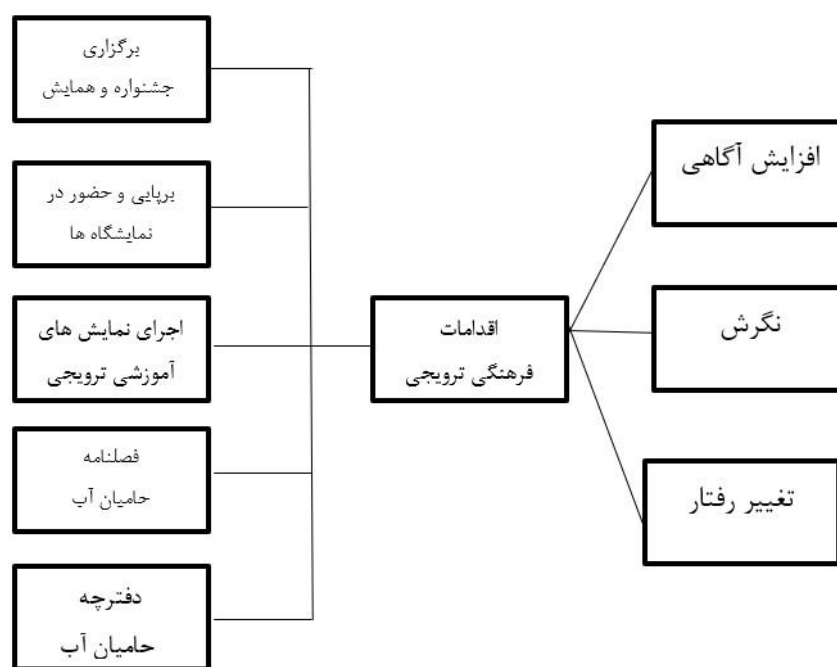 برگزاری
جشنواره و همایش
برپایی و حضور در
نمایشگاه ها
اجرای نمایش های
آموزشی ترویجی
فصلنامه
حامیان آب
دفترچه
حامیان آب
اقدامات
فرهنگی ترویجی
افزایش آگاهی
نگرش
تغییر رفتار